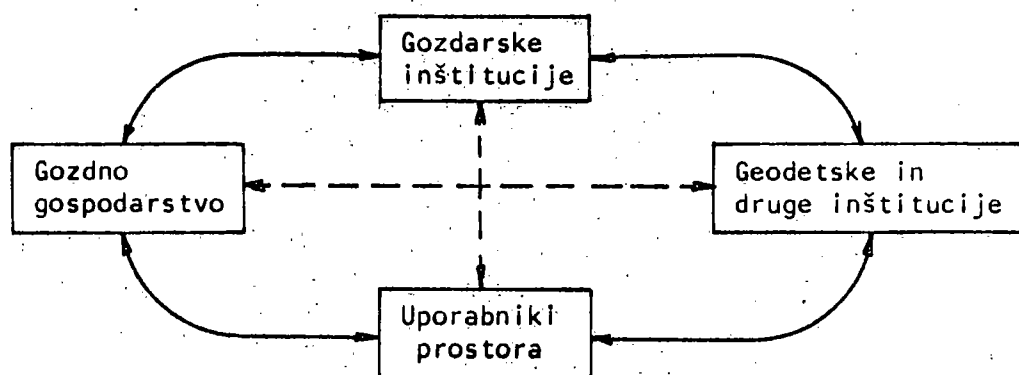 Gozdarske
inštitucije
Gozdno
gospodarstvo
Geodetske in
druge inštitucije
Uporabniki
prostora